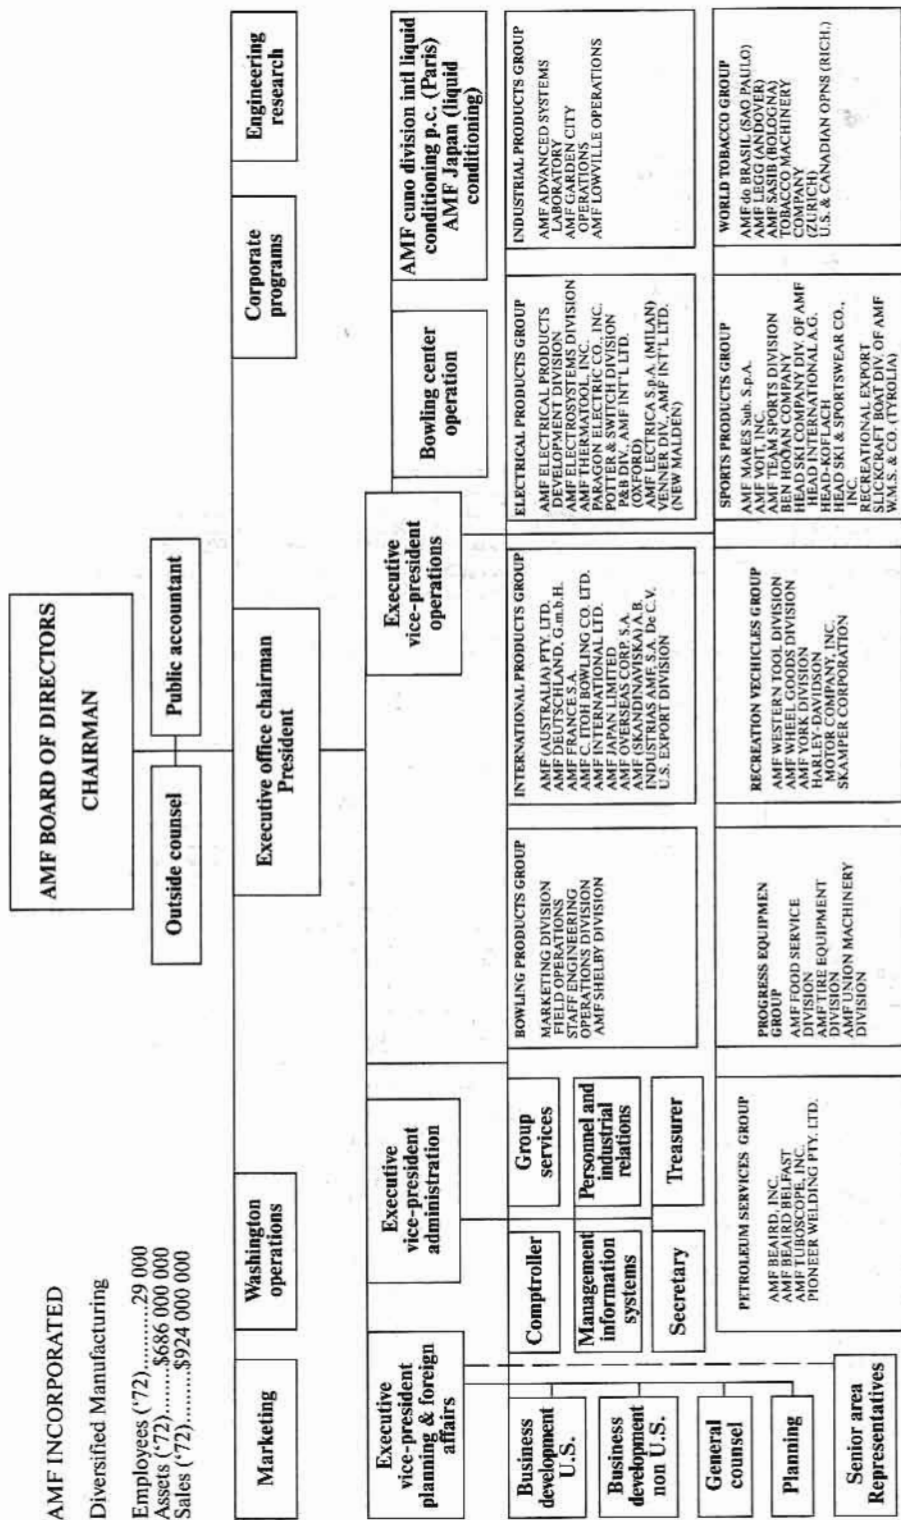 AMF INCORPORATED
Diversified Manufacturing
Employees ('72)...........29 000
Assets ('72).........$686 000 000
Sales ('72)..........$924 000 000
AMF BOARD OF DIRECTORS
CHAIRMAN
Outside counsel
Public accountant
Marketing
Washington
operations
Executive office chairman
President
Corporate
programs
Engineering
research
Executive
vice-president
planning & foreign
affairs
Executive
vice-president
administration
Executive
vice-president
operations
Bowling center
operation
AMF cuno division intl liquid
conditioning p.c. (Paris)
AMF Japan (liquid
conditioning)
Business
development
U.S.
Business
development
non U.S.
General
counsel
Planning
Senior area
Representatives
Comptroller
Group
services
Management
information
systems
Personnel and
industrial
relations
Secretary
Treasurer
BOWLING PRODUCTS GROUP
MARKETING DIVISION
FIELD OPERATIONS
STAFF ENGINEERING
OPERATIONS DIVISION
AMF SHELBY DIVISION
INTERNATIONAL PRODUCTS GROUP
AMF (AUSTRALIA) PTY, LTD.
AMF DEUTSCHLAND, G.m.b.H.
AMF FRANCE S.A.
AMF C. ITOH BOWLING CO. LTD.
AMF INTERNATIONAL LTD.
AMF JAPAN LIMITED
AMF OVERSEAS CORP. S.A.
AMF (SKANDENAVISKA) A.B.
INDUSTRIAS AMF, S.A. De C.V.
U.S. EXPORT DIVISION
ELECTRICAL PRODUCTS GROUP
AMF ELECTRICAL PRODUCTS
DEVELOPMENT DIVISION
AMF ELECTROSYSTEMS DIVISION
AMF THERMATOOL, INC.
PARAGON ELECTRIC CO., INC.
POTTER & SWITCH DIVISION
P&B DIV., AMF INT'L LTD.
(OXFORD)
AMF LECTRICA S.p.A. (MILAN)
VENNER DIV., AMF INT'L LTD.
(NEW MALDEN)
INDUSTRIAL PRODUCTS GROUP
AMF ADVANCED SYSTEMS
LABORATORY
AMF GARDEN CITY
OPERATIONS
AMF LOWVILLE OPERATIONS
PETROLEUM SERVICES GROUP
AMF BEAIRD, INC.
AMF BEAIRD BELFAST
AMF TUBOSCOPE, INC.
PIONEER WELDING PTY. LTD.
PROGRESS EQUIPMEN
GROUP
AMF FOOD SERVICE
DIVISION
AMF TIRE EQUIPMENT
DIVISION
AMF UNION MACHINERY
DIVISION
RECREATION VECHICLES GROUP
AMF WESTERN TOOL DIVISION
AMF WHEEL GOODS DIVISION
AMF YORK DIVISION
HARLEY-DAVIDSON
MOTOR COMPANY, INC.
SKAMPER CORPORATION
SPORTS PRODUCTS GROUP
AMF MARES Sub. S.p.A.
AMF VOIT, INC.
AMF TEAM SPORTS DIVISION
BEN HOGAN COMPANY
HEAD SKI COMPANY DIV. OF AMF
HEAD INTERNATIONAL A.G.
HEAD-KOFLACH
HEAD SKI & SPORTSWEAR CO.,
INC.
RECREATIONAL EXPORT
SLICKCRAFT BOAT DIV. OF AMF
W.M.S. & CO. (TYROLIA)
WORLD TOBACCO GROUP
AMF do BRASIL (SAO PAULO)
AMF LEGG (ANDOVER)
AMF SASIB (BOLOGNA)
TOBACCO MACHINERY
COMPANY
(ZURICH)
U.S. & CANADIAN OPNS (RICH.)